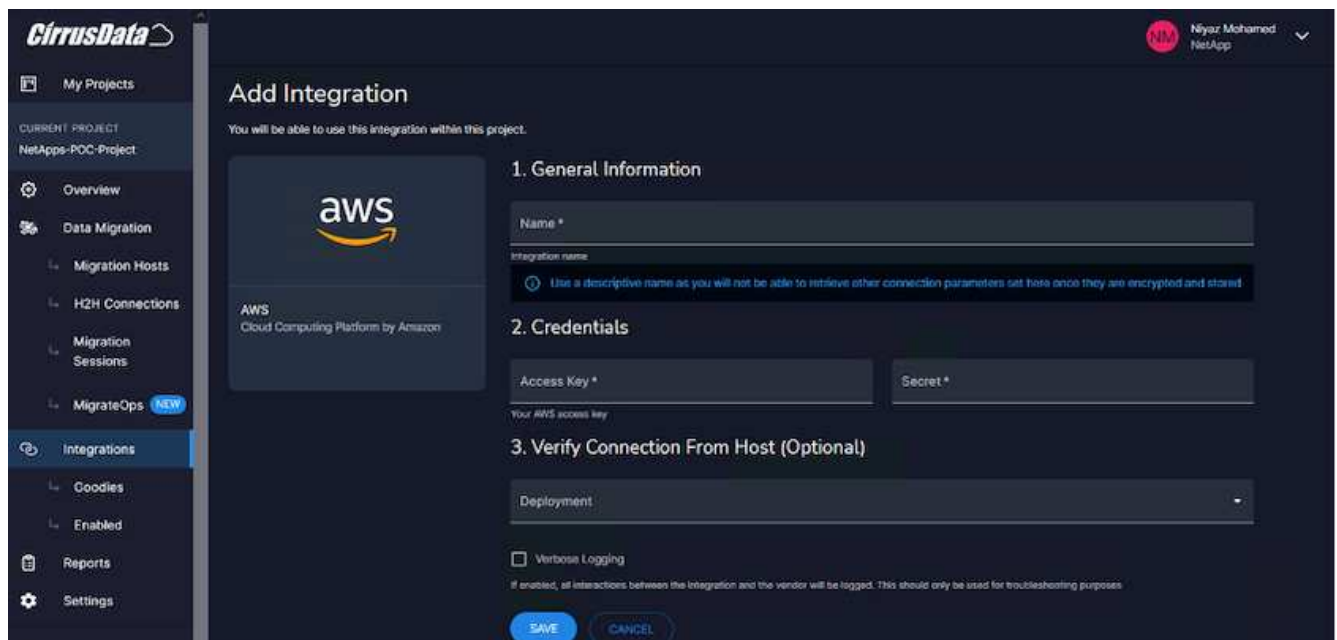 CirrusData
NM
Niyaz Mohamed
NetApp
My Projects
CURRENT PROJECT
NetApps-POC-Project
Overview
Data Migration
Migration Hosts
H2H Connections
Migration
Sessions
MigrateOps NEW
Integrations
Goodies
Enabled
Reports
Settings
Add Integration
You will be able to use this integration within this project.
aws
AWS
Cloud Computing Platform by Amazon
1. General Information
Name *
Integration name
Use a descriptive name as you will not be able to retrieve other connection parameters set here once they are encrypted and stored
2. Credentials
Access Key *
Secret *
Your AWS access key
3. Verify Connection From Host (Optional)
Deployment
Verbose Logging
If enabled, all interactions between the integration and the vendor will be logged. This should only be used for troubleshooting purposes
SAVE
CANCEL